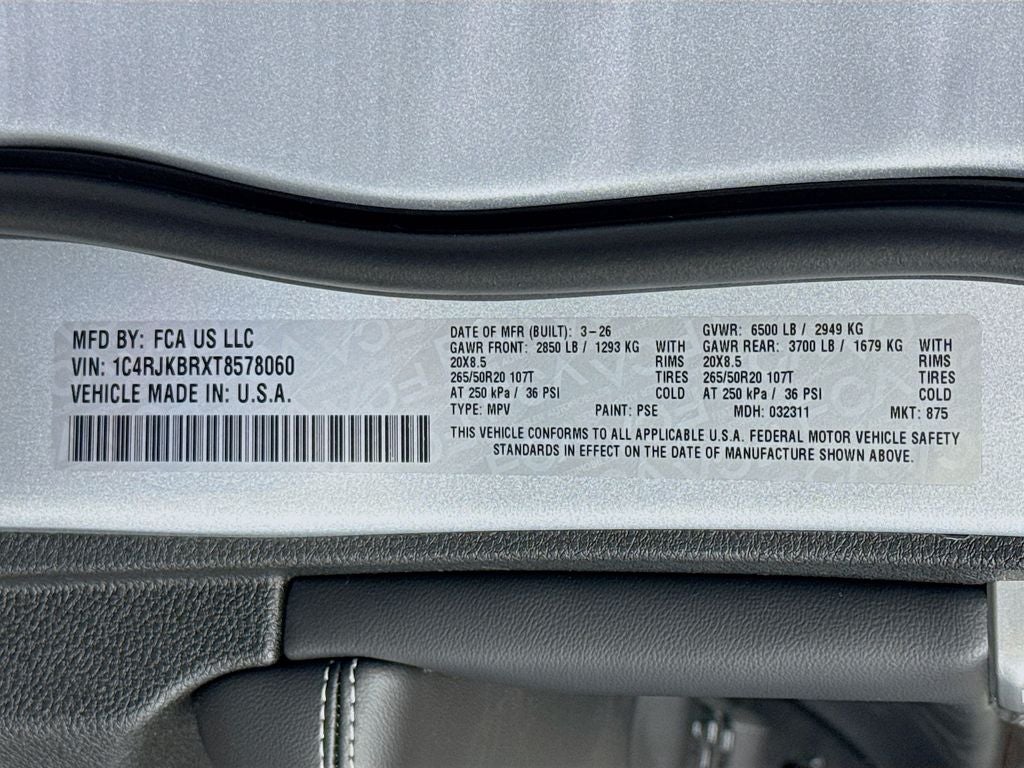 MFD BY: FCA US LLC
VIN: 1C4RJKBRXT8578060
VEHICLE MADE IN: U.S.A.
DATE OF MFR (BUILT): 3-26 GVWR: 6500 LB / 2949 KG
GAWR FRONT: 2850 LB / 1293 KG WITH GAWR REAR: 3700 LB / 1679 KG WITH
20X8.5 RIMS 20X8.5 RIMS
265/50R20 107T TIRES 265/50R20 107T TIRES
AT 250 kPa / 36 PSI COLD AT 250 kPa / 36 PSI COLD
TYPE: MPV PAINT: PSE MDH: 032311 MKT: 875
THIS VEHICLE CONFORMS TO ALL APPLICABLE U.S.A. FEDERAL MOTOR VEHICLE SAFETY
STANDARDS IN EFFECT ON THE DATE OF MANUFACTURE SHOWN ABOVE.